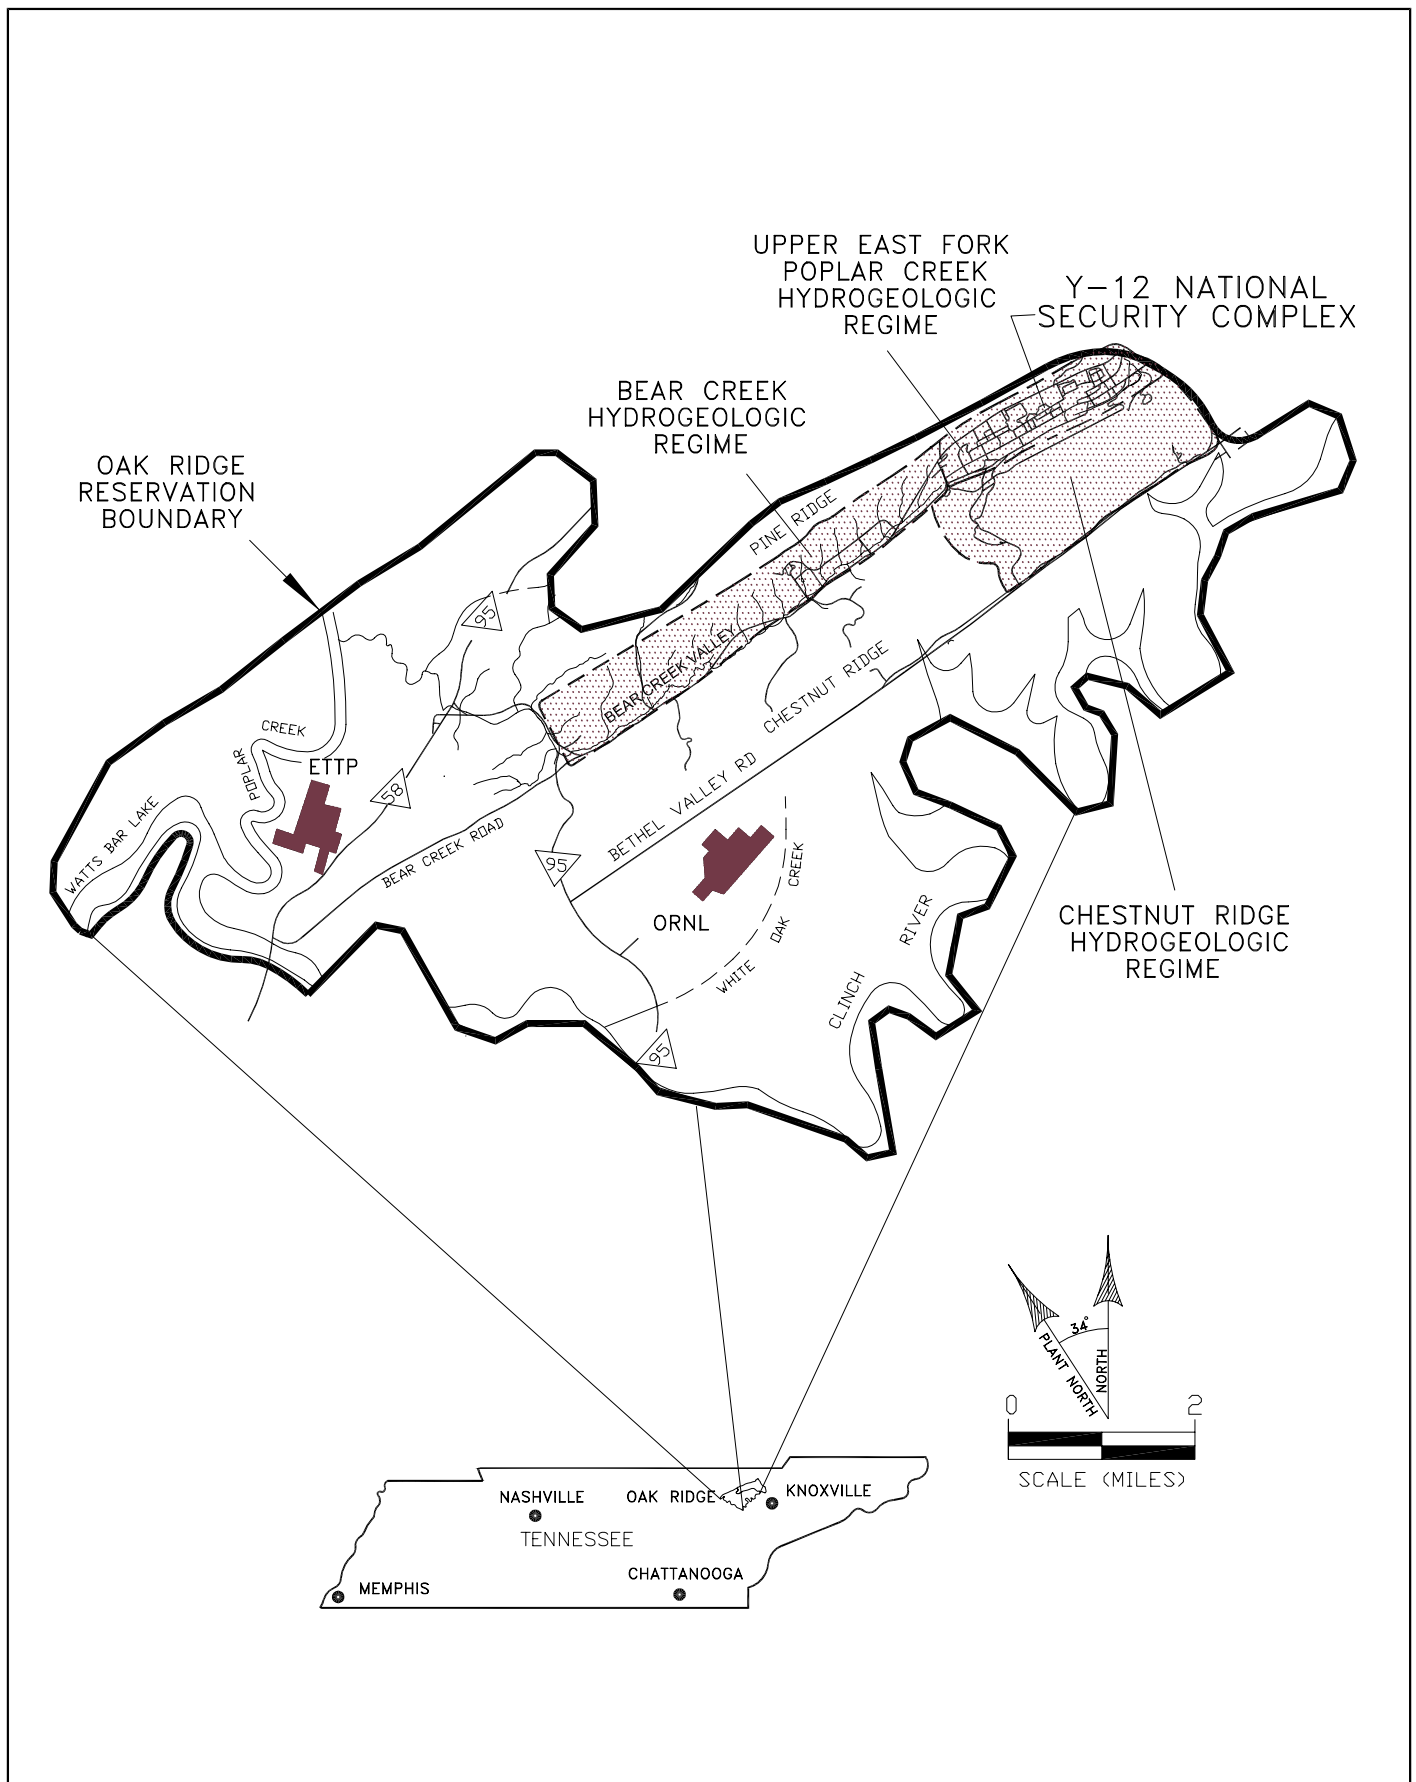 UPPER EAST FORK
POPLAR CREEK
HYDROGEOLOGIC
REGIME
Y-12 NATIONAL
SECURITY COMPLEX
BEAR CREEK
HYDROGEOLOGIC
REGIME
OAK RIDGE
RESERVATION
BOUNDARY
PINE RIDGE
95
BEAR CREEK VALLEY
CHESTNUT RIDGE
CREEK
POPLAR
ETTP
58
WATTS BAR LAKE
BEAR CREEK ROAD
BETHEL VALLEY RD
95
CREEK
OAK
WHITE
ORNL
RIVER
CLINCH
CHESTNUT RIDGE
HYDROGEOLOGIC
REGIME
95
34°
PLANT NORTH
NORTH
0 2
SCALE (MILES)
NASHVILLE
OAK RIDGE
KNOXVILLE
TENNESSEE
CHATTANOOGA
MEMPHIS